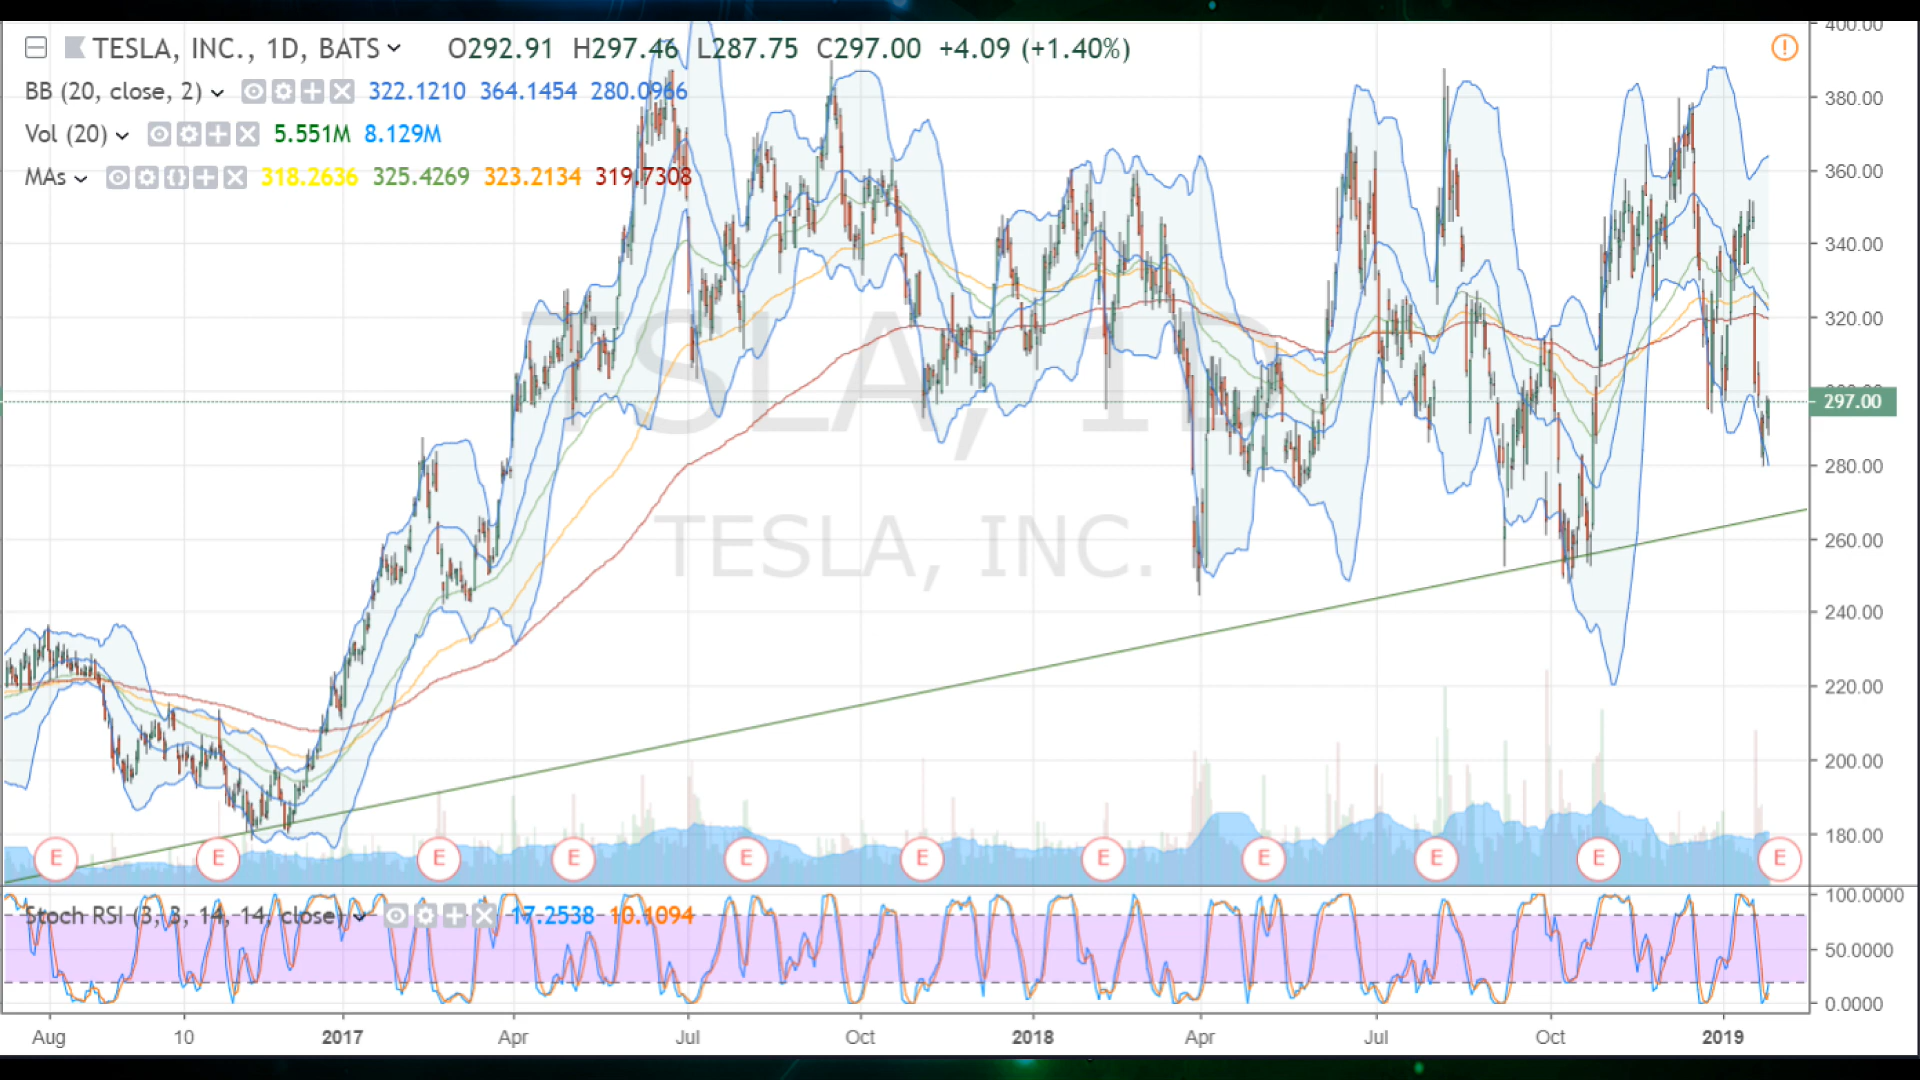 400.00
TESLA, INC., 1D, BATS O292.91 H297.46 L287.75 C297.00 +4.09 (+1.40%)
BB (20, close, 2) 322.1210 364.1454 280.0966
380.00
Vol (20) 5.551M 8.129M
MAs 318.2636 325.4269 323.2134 319.7308
360.00
340.00
320.00
TSLA, 1D
300.00
297.00
280.00
TESLA, INC.
260.00
240.00
220.00
200.00
180.00
E E E E E E E E E E E
100.0000
Stoch RSI (3, 3, 14, 14, close) 17.2538 10.1094
50.0000
0.0000
Aug 10 2017 Apr Jul Oct 2018 Apr Jul Oct 2019